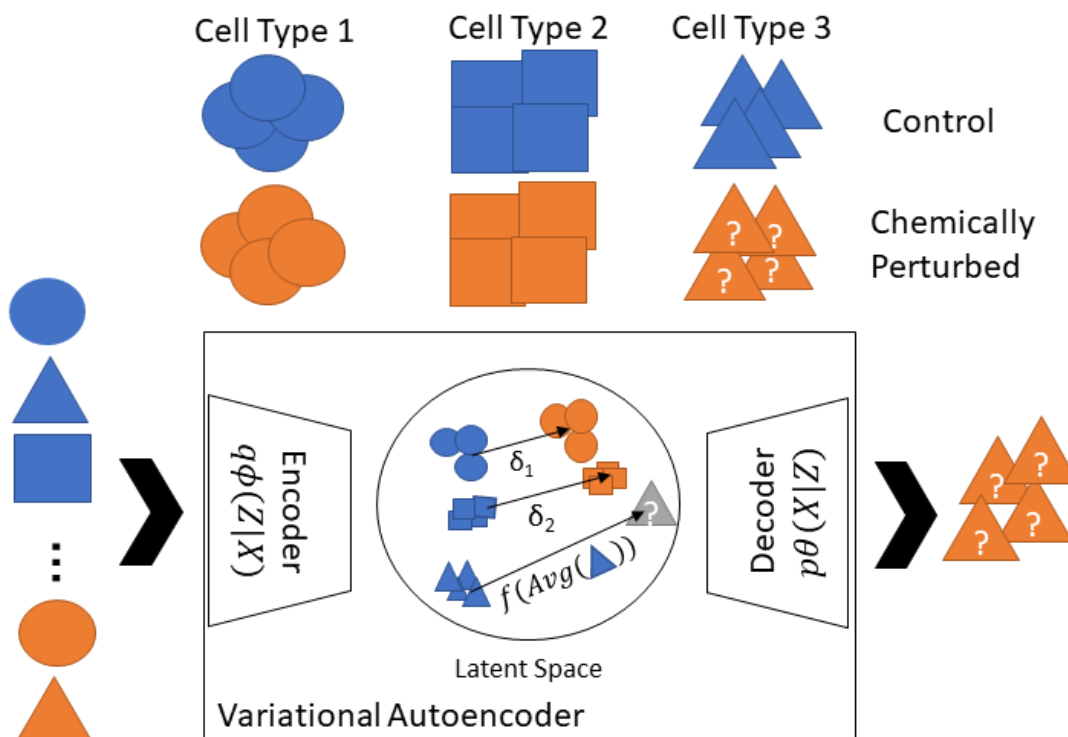 Cell Type 1
Cell Type 2
Cell Type 3
Control
? ? ? ?
Chemically
Perturbed
...
Encoder
qϕ(Z|X)
δ₁
δ₂
?
f(Avg( ))
Latent Space
Decoder
pθ(X|Z)
? ? ? ?
Variational Autoencoder